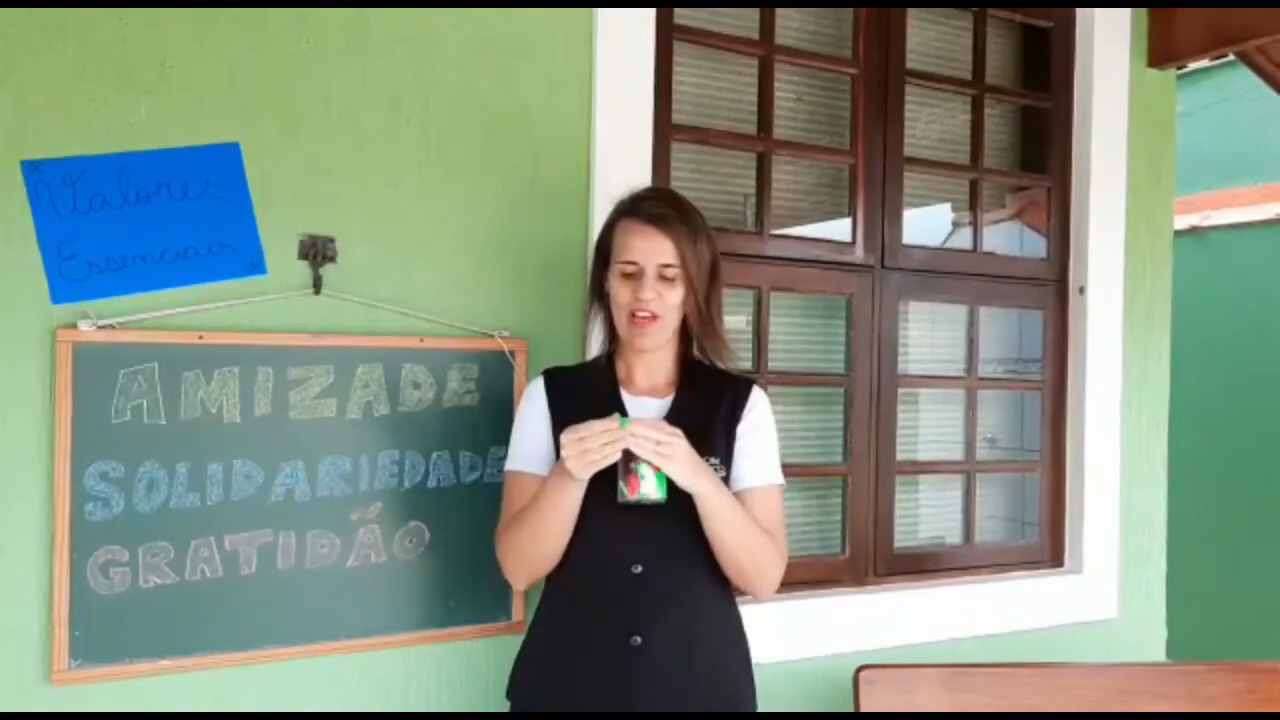 Valores
Essenciais
AMIZADE
SOLIDARIEDADE
GRATIDÃO